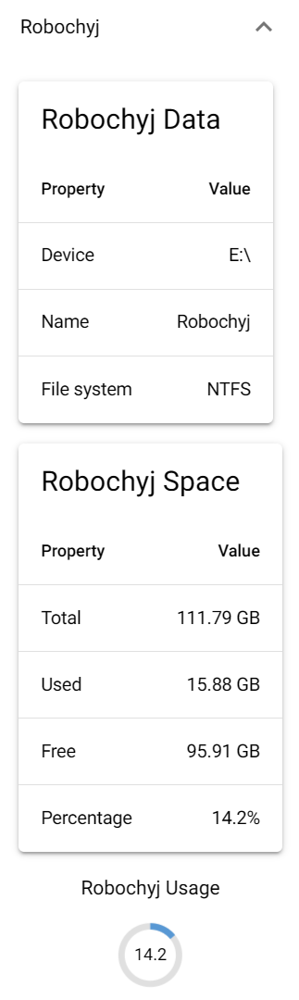 Robochyj
Robochyj Data
Property Value
Device E:\
Name Robochyj
File system NTFS
Robochyj Space
Property Value
Total 111.79 GB
Used 15.88 GB
Free 95.91 GB
Percentage 14.2%
Robochyj Usage
14.2